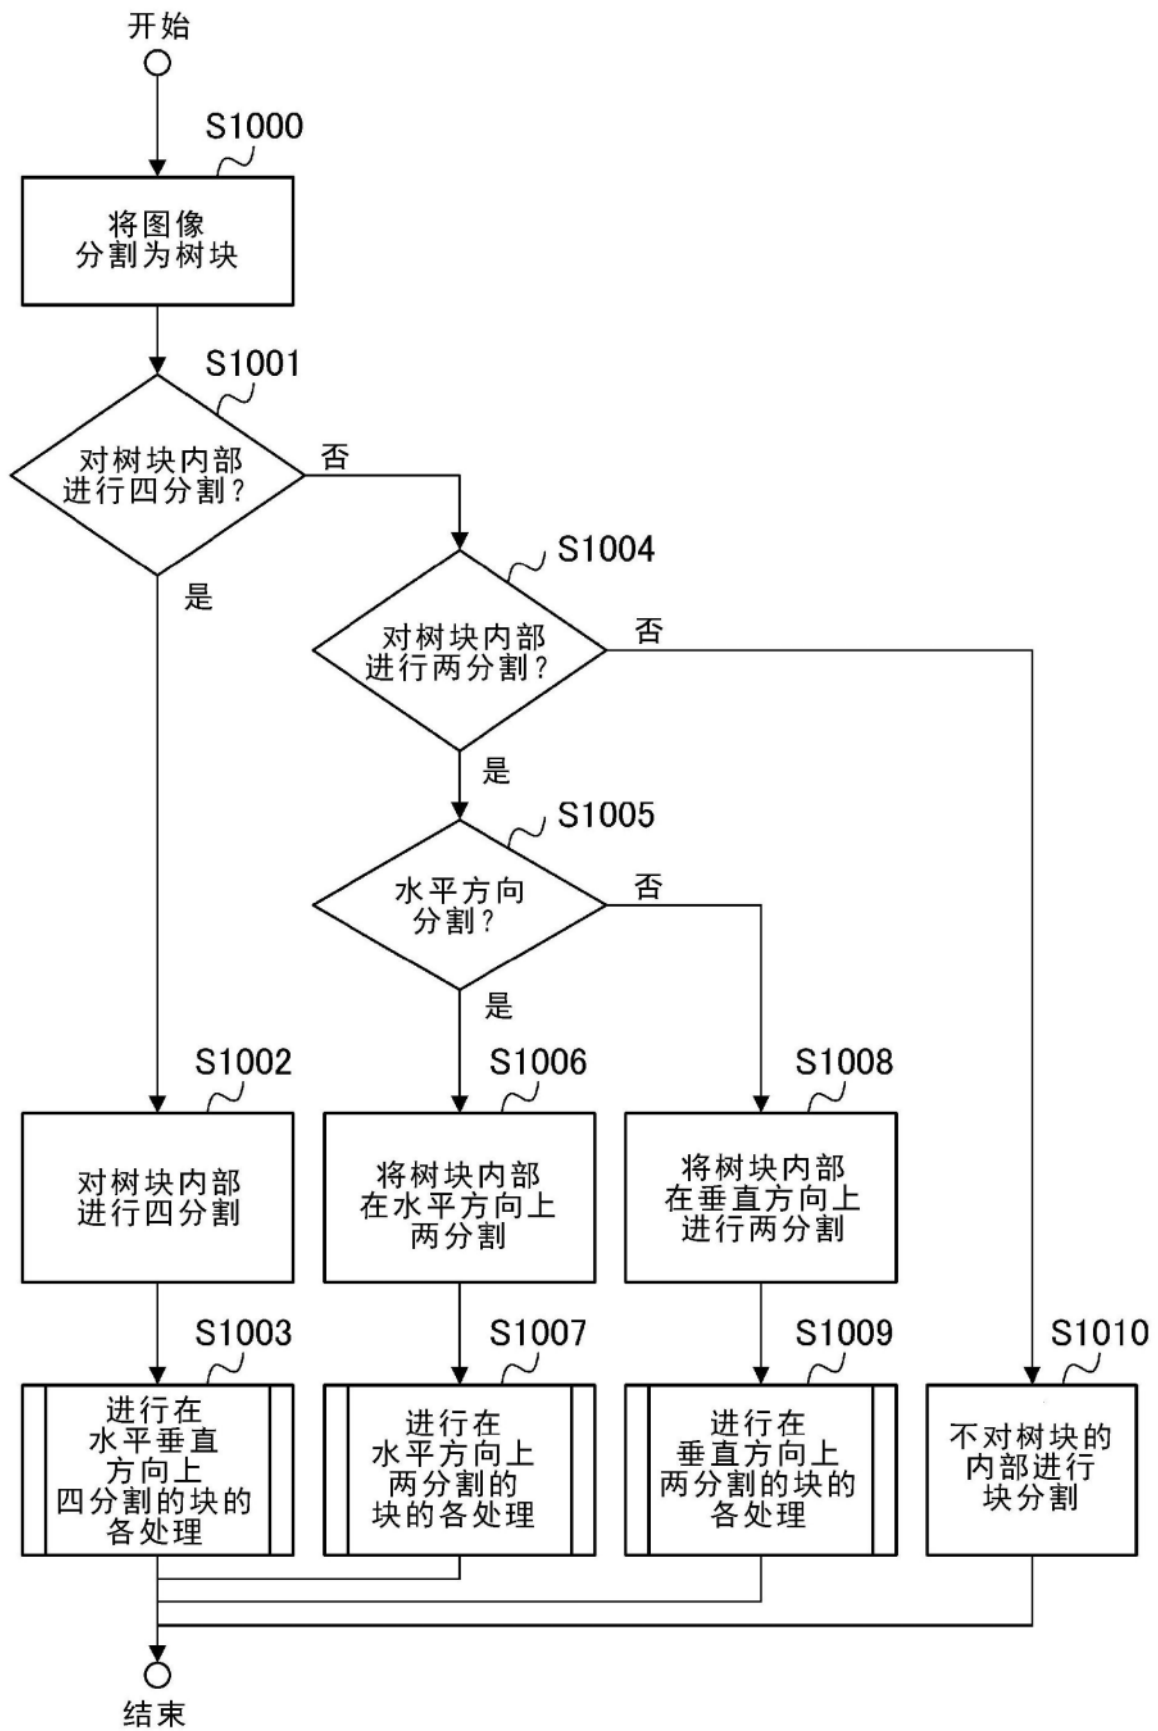 开始
S1000
将图像
分割为树块
S1001
对树块内部
进行四分割?
否
是
S1004
对树块内部
进行两分割?
否
是
S1005
水平方向
分割?
否
是
S1002
对树块内部
进行四分割
S1006
将树块内部
在水平方向上
两分割
S1008
将树块内部
在垂直方向上
进行两分割
S1003
进行在
水平垂直
方向上
四分割的块的
各处理
S1007
进行在
水平方向上
两分割的
块的各处理
S1009
进行在
垂直方向上
两分割的块的
各处理
S1010
不对树块的
内部进行
块分割
结束